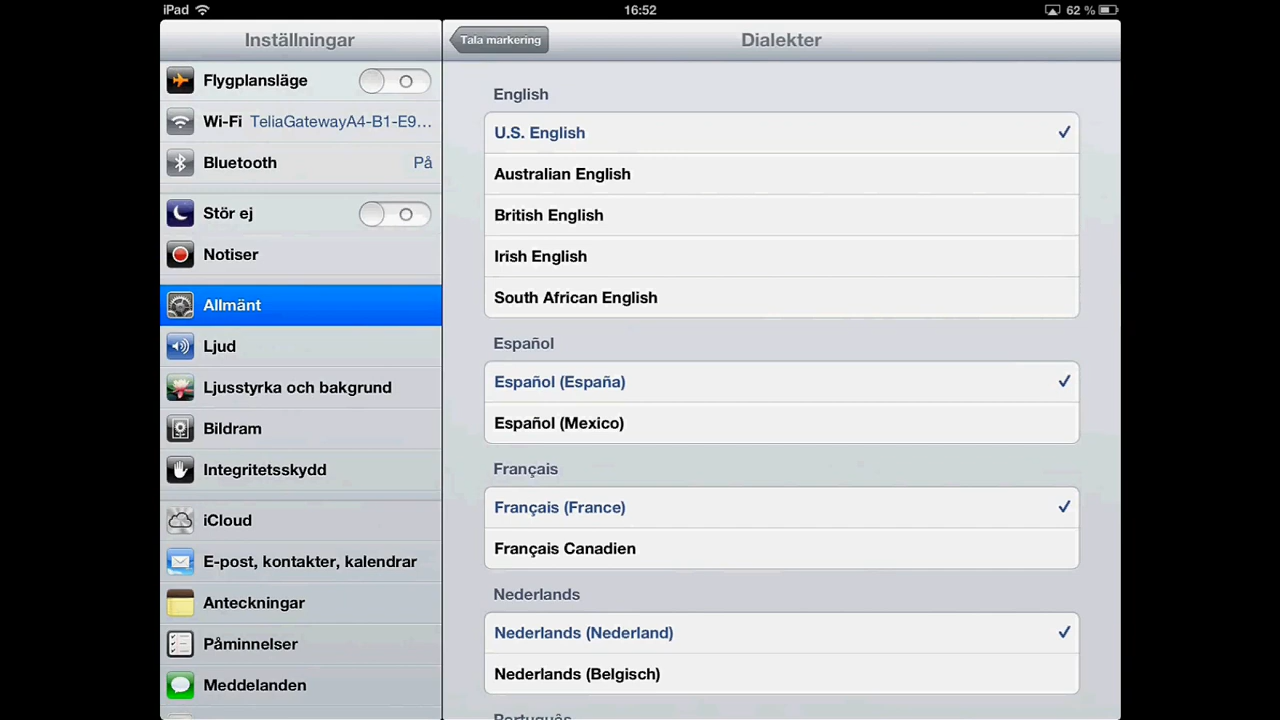 iPad
16:52
62 %
Inställningar
Flygplansläge
Wi-Fi TeliaGatewayA4-B1-E9...
Bluetooth På
Stör ej
Notiser
Allmänt
Ljud
Ljusstyrka och bakgrund
Bildram
Integritetsskydd
iCloud
E-post, kontakter, kalendrar
Anteckningar
Påminnelser
Meddelanden
Tala markering
Dialekter
English
U.S. English
Australian English
British English
Irish English
South African English
Español
Español (España)
Español (Mexico)
Français
Français (France)
Français Canadien
Nederlands
Nederlands (Nederland)
Nederlands (Belgisch)
Português